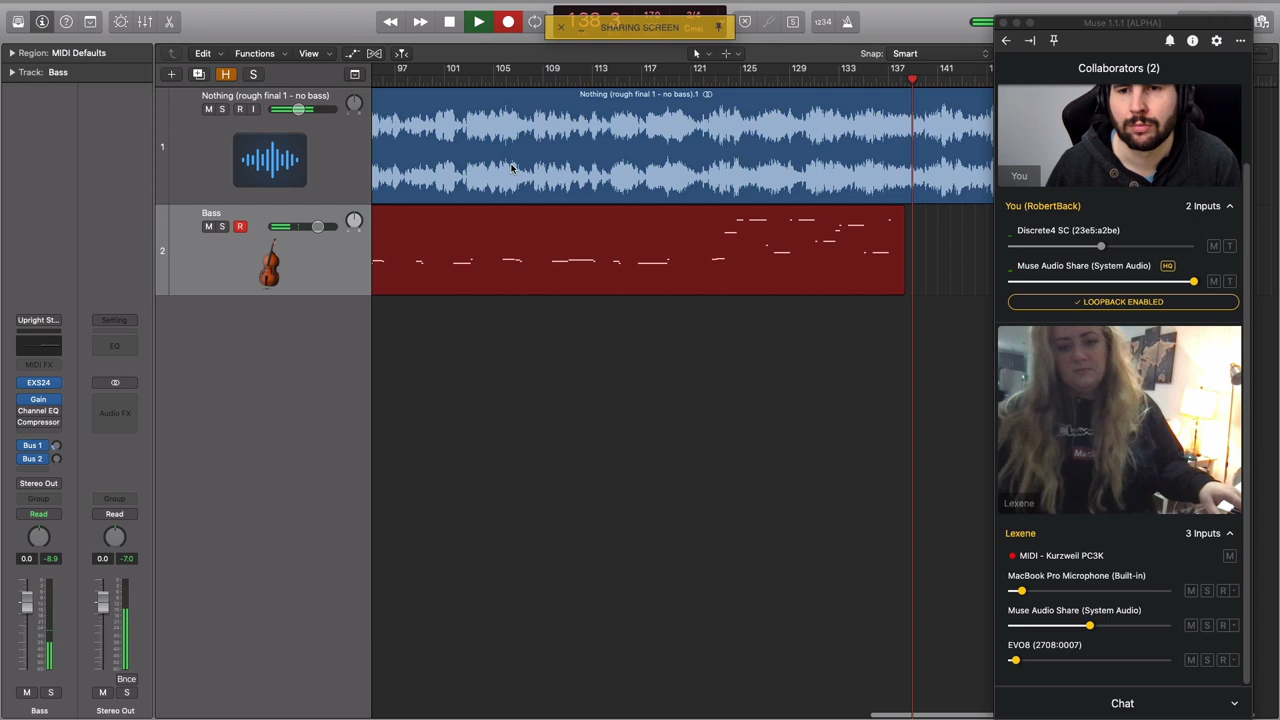 Muse 1.1.1 [ALPHA]
SHARING SCREEN
1234
Region: MIDI Defaults
Edit
Functions
View
Snap: Smart
Track: Bass
H
S
97
101
105
109
113
117
121
125
129
133
137
141
Collaborators (2)
Nothing (rough final 1 - no bass)
M S R I
1
Nothing (rough final 1 - no bass).1
You
Bass
M S R
2
You (RobertBack)
2 Inputs
Discrete4 SC (23e5:a2be)
M T
Muse Audio Share (System Audio)
HQ
M T
✓ LOOPBACK ENABLED
Upright St...
Setting
EQ
MIDI FX
EXS24
Gain
Channel EQ
Audio FX
Compressor
Bus 1
Bus 2
Stereo Out
Group
Group
Read
Read
0.0
-8.9
0.0
-7.0
Lexene
Lexene
3 Inputs
MIDI - Kurzweil PC3K
M
MacBook Pro Microphone (Built-in)
M S R
Muse Audio Share (System Audio)
M S R
EVO8 (2708:0007)
M S R
Bnce
M S
M S
Bass
Stereo Out
Chat